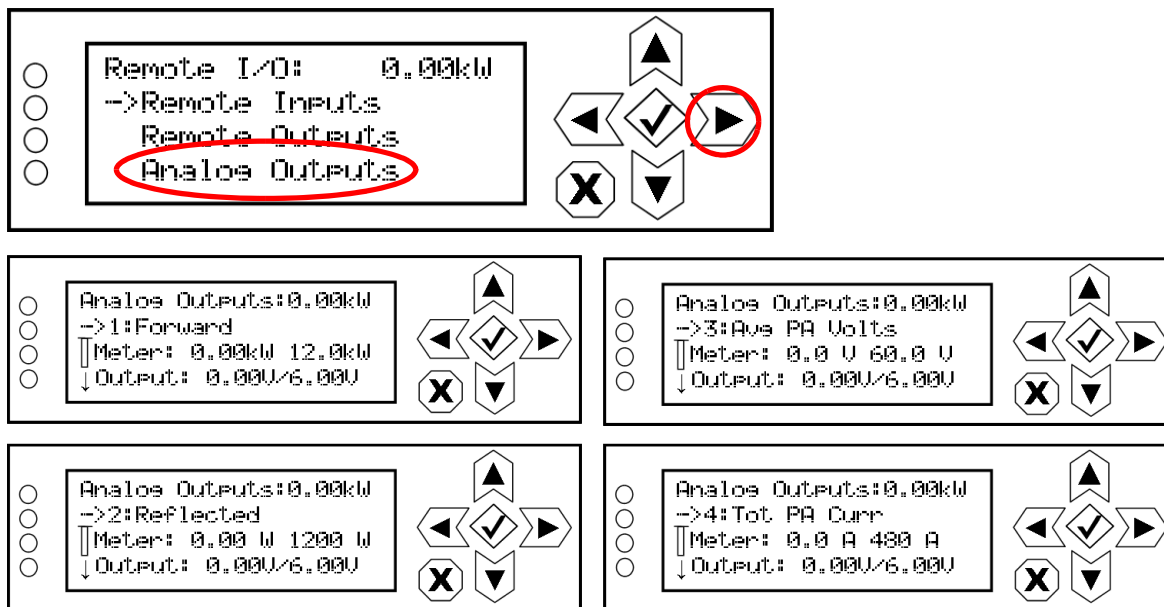 Remote I/O: 0.00kW
->Remote Inputs
Remote Outputs
Analog Outputs
X
Analog Outputs:0.00kW
->1:Forward
Meter: 0.00kW 12.0kW
↓Output: 0.00V/6.00V
X
Analog Outputs:0.00kW
->3:Ave PA Volts
Meter: 0.0 V 60.0 V
↓Output: 0.00V/6.00V
X
Analog Outputs:0.00kW
->2:Reflected
Meter: 0.00 W 1200 W
↓Output: 0.00V/6.00V
X
Analog Outputs:0.00kW
->4:Tot PA Curr
Meter: 0.0 A 480 A
↓Output: 0.00V/6.00V
X